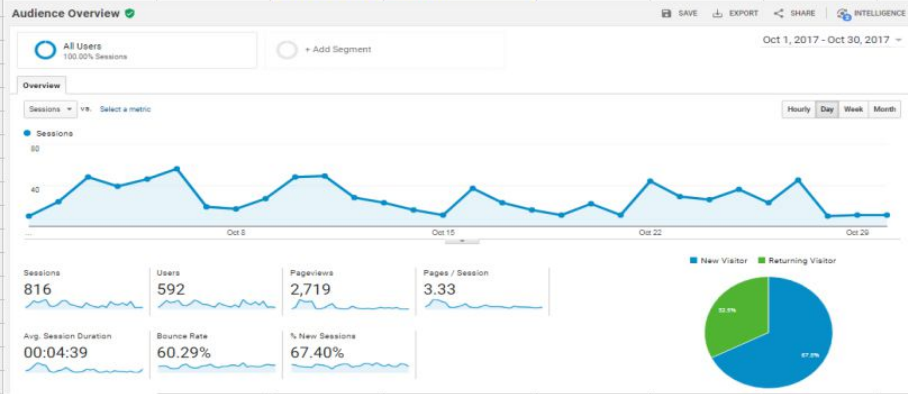 Audience Overview
SAVE EXPORT SHARE INTELLIGENCE
All Users
100.00% Sessions
+ Add Segment
Oct 1, 2017 - Oct 30, 2017
Overview
Sessions vs. Select a metric
Hourly Day Week Month
Sessions
80
40
...
Oct 8
Oct 15
Oct 22
Oct 29
Sessions
816
Users
592
Pageviews
2,719
Pages / Session
3.33
Avg. Session Duration
00:04:39
Bounce Rate
60.29%
% New Sessions
67.40%
New Visitor Returning Visitor